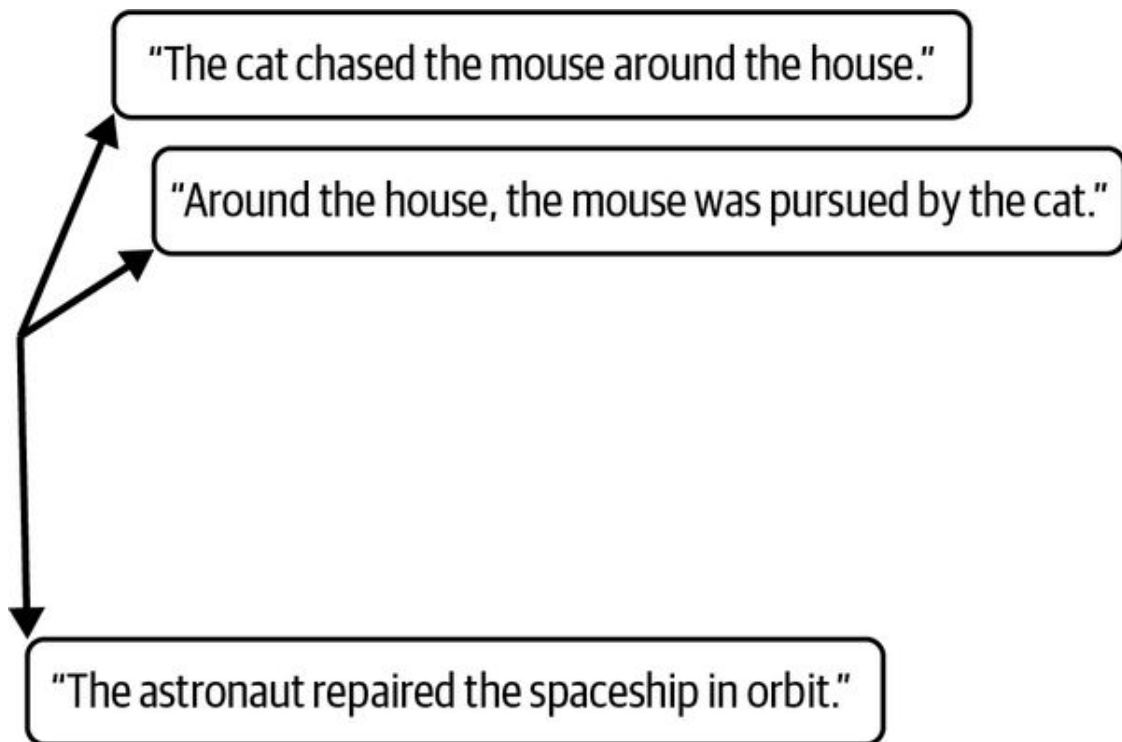 “The cat chased the mouse around the house.”
“Around the house, the mouse was pursued by the cat.”
“The astronaut repaired the spaceship in orbit.”